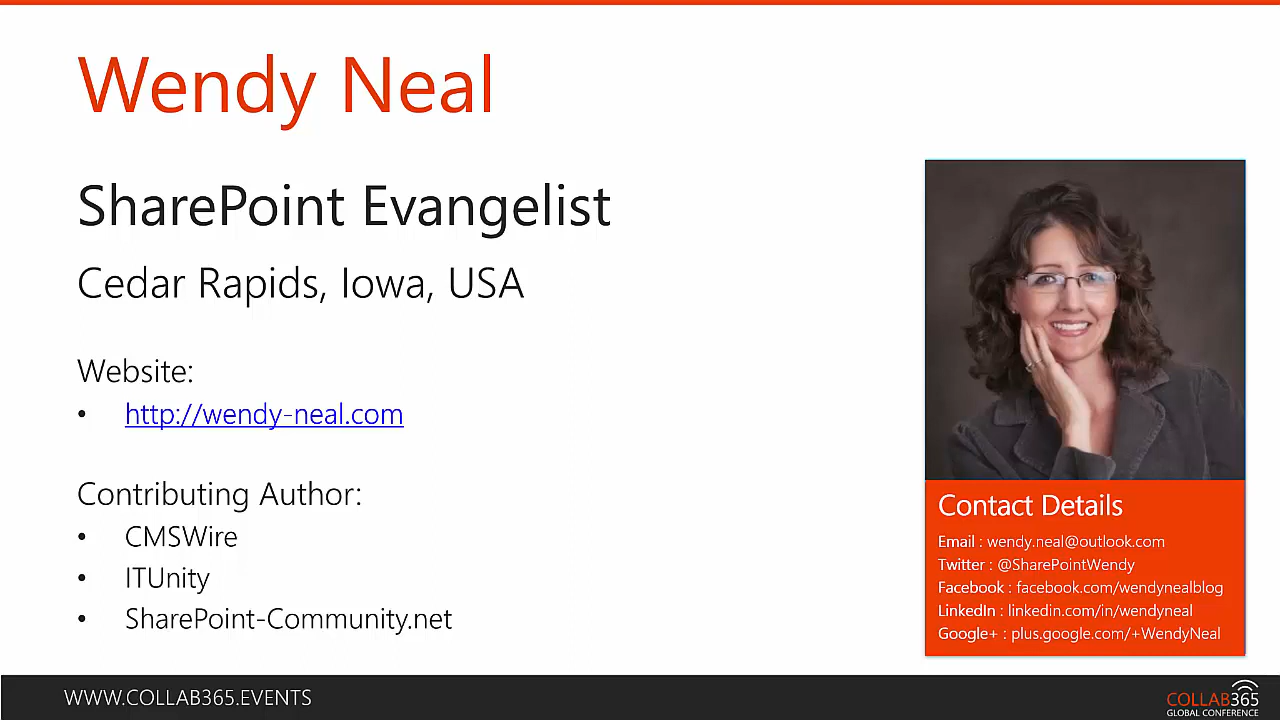 Wendy Neal
SharePoint Evangelist
Cedar Rapids, Iowa, USA
Website:
• http://wendy-neal.com
Contributing Author:
• CMSWire
• ITUnity
• SharePoint-Community.net
Contact Details
Email : wendy.neal@outlook.com
Twitter : @SharePointWendy
Facebook : facebook.com/wendynealblog
LinkedIn : linkedin.com/in/wendyneal
Google+ : plus.google.com/+WendyNeal
WWW.COLLAB365.EVENTS
COLLAB365
GLOBAL CONFERENCE